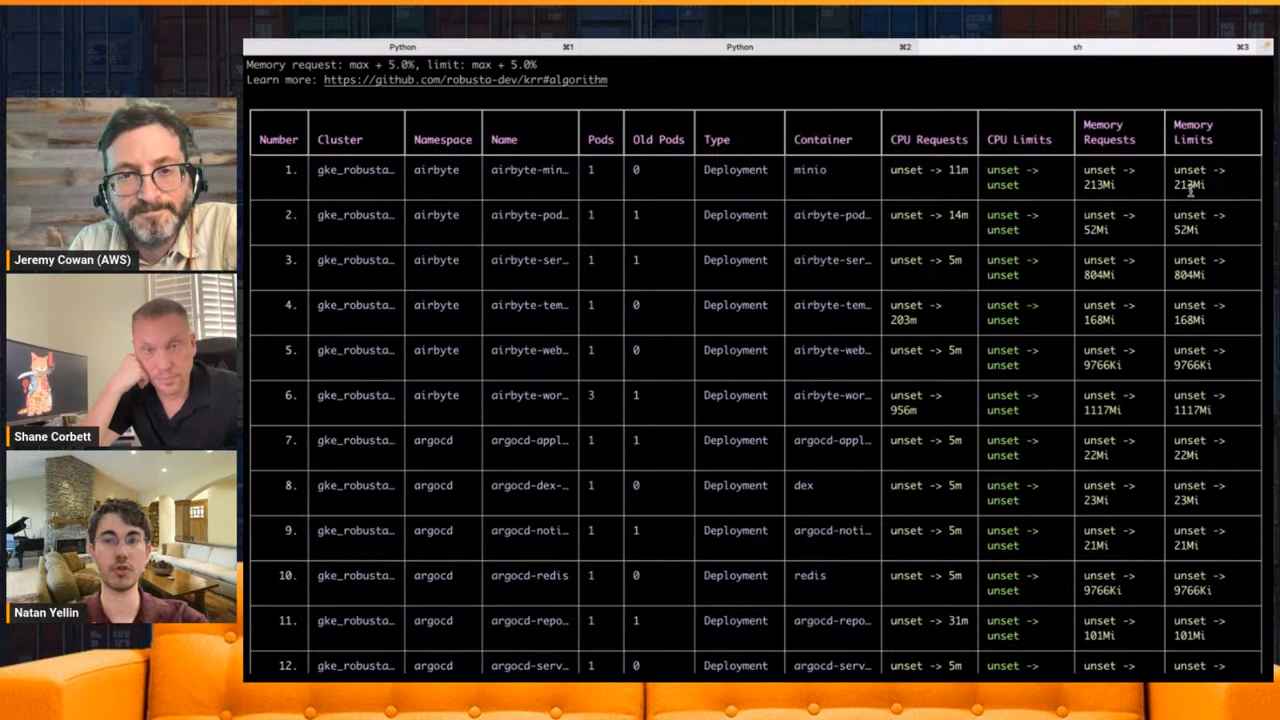 Python ⌘1 Python ⌘2 sh ⌘3
Memory request: max + 5.0%, limit: max + 5.0%
Learn more: https://github.com/robusta-dev/krr#algorithm
Number Cluster Namespace Name Pods Old Pods Type Container CPU Requests CPU Limits Memory Requests Memory Limits
1. gke_robusta… airbyte airbyte-min… 1 0 Deployment minio unset -> 11m unset -> unset unset -> 213Mi unset -> 213Mi
2. gke_robusta… airbyte airbyte-pod… 1 1 Deployment airbyte-pod… unset -> 14m unset -> unset unset -> 52Mi unset -> 52Mi
3. gke_robusta… airbyte airbyte-ser… 1 1 Deployment airbyte-ser… unset -> 5m unset -> unset unset -> 804Mi unset -> 804Mi
4. gke_robusta… airbyte airbyte-tem… 1 0 Deployment airbyte-tem… unset -> 203m unset -> unset unset -> 168Mi unset -> 168Mi
5. gke_robusta… airbyte airbyte-web… 1 0 Deployment airbyte-web… unset -> 5m unset -> unset unset -> 9766Ki unset -> 9766Ki
6. gke_robusta… airbyte airbyte-wor… 3 1 Deployment airbyte-wor… unset -> 956m unset -> unset unset -> 1117Mi unset -> 1117Mi
7. gke_robusta… argocd argocd-appl… 1 1 Deployment argocd-appl… unset -> 5m unset -> unset unset -> 22Mi unset -> 22Mi
8. gke_robusta… argocd argocd-dex-… 1 0 Deployment dex unset -> 5m unset -> unset unset -> 23Mi unset -> 23Mi
9. gke_robusta… argocd argocd-noti… 1 1 Deployment argocd-noti… unset -> 5m unset -> unset unset -> 21Mi unset -> 21Mi
10. gke_robusta… argocd argocd-redis 1 0 Deployment redis unset -> 5m unset -> unset unset -> 9766Ki unset -> 9766Ki
11. gke_robusta… argocd argocd-repo… 1 1 Deployment argocd-repo… unset -> 31m unset -> unset unset -> 101Mi unset -> 101Mi
12. gke_robusta… argocd argocd-serv… 1 0 Deployment argocd-serv… unset -> 5m unset -> unset -> unset ->
Jeremy Cowan (AWS)
Shane Corbett
Natan Yellin